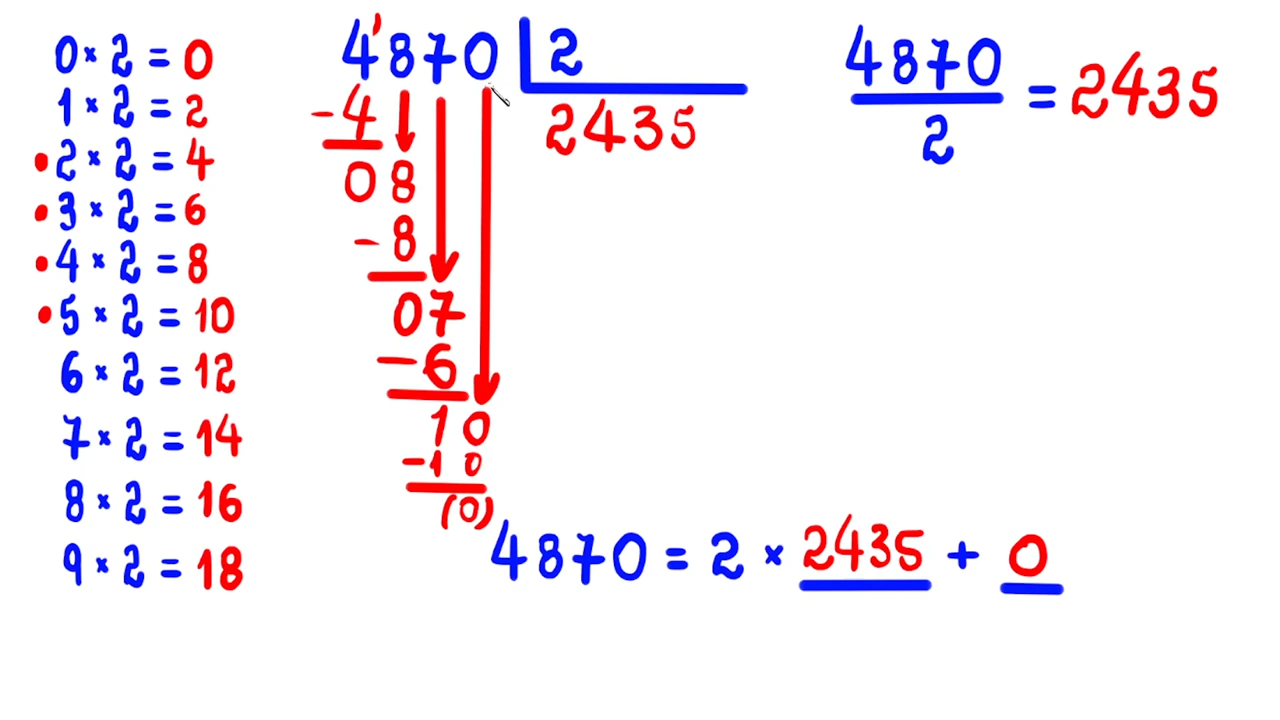 0 × 2 = 0
1 × 2 = 2
• 2 × 2 = 4
• 3 × 2 = 6
• 4 × 2 = 8
• 5 × 2 = 10
6 × 2 = 12
7 × 2 = 14
8 × 2 = 16
9 × 2 = 18
4'870 2
-4 2435
08
-8
07
-6
10
-10
(0)
4870
2
= 2435
4870 = 2 × 2435 + 0